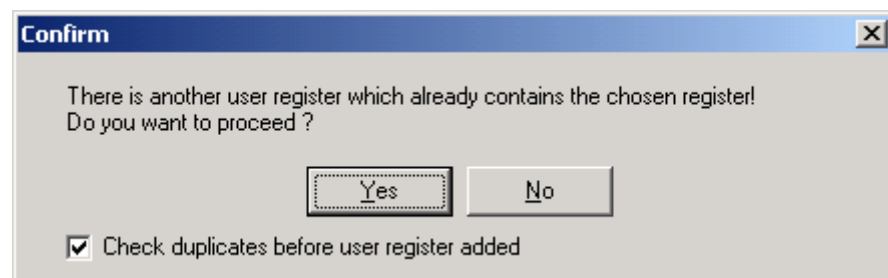 Confirm
There is another user register which already contains the chosen register!
Do you want to proceed ?
Yes
No
Check duplicates before user register added